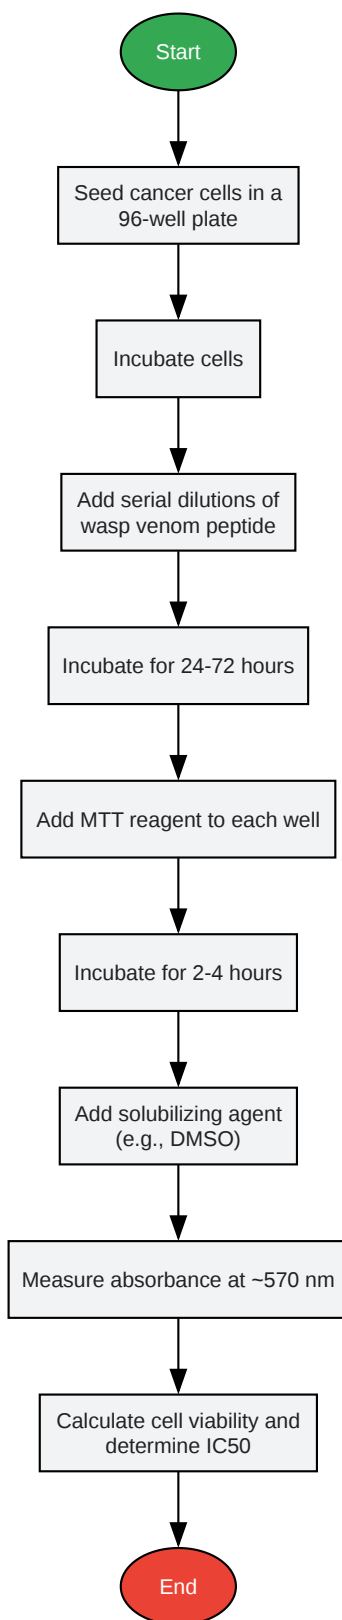 Start
Seed cancer cells in a
96-well plate
Incubate cells
Add serial dilutions of
wasp venom peptide
Incubate for 24-72 hours
Add MTT reagent to each well
Incubate for 2-4 hours
Add solubilizing agent
(e.g., DMSO)
Measure absorbance at ~570 nm
Calculate cell viability and
determine IC50
End